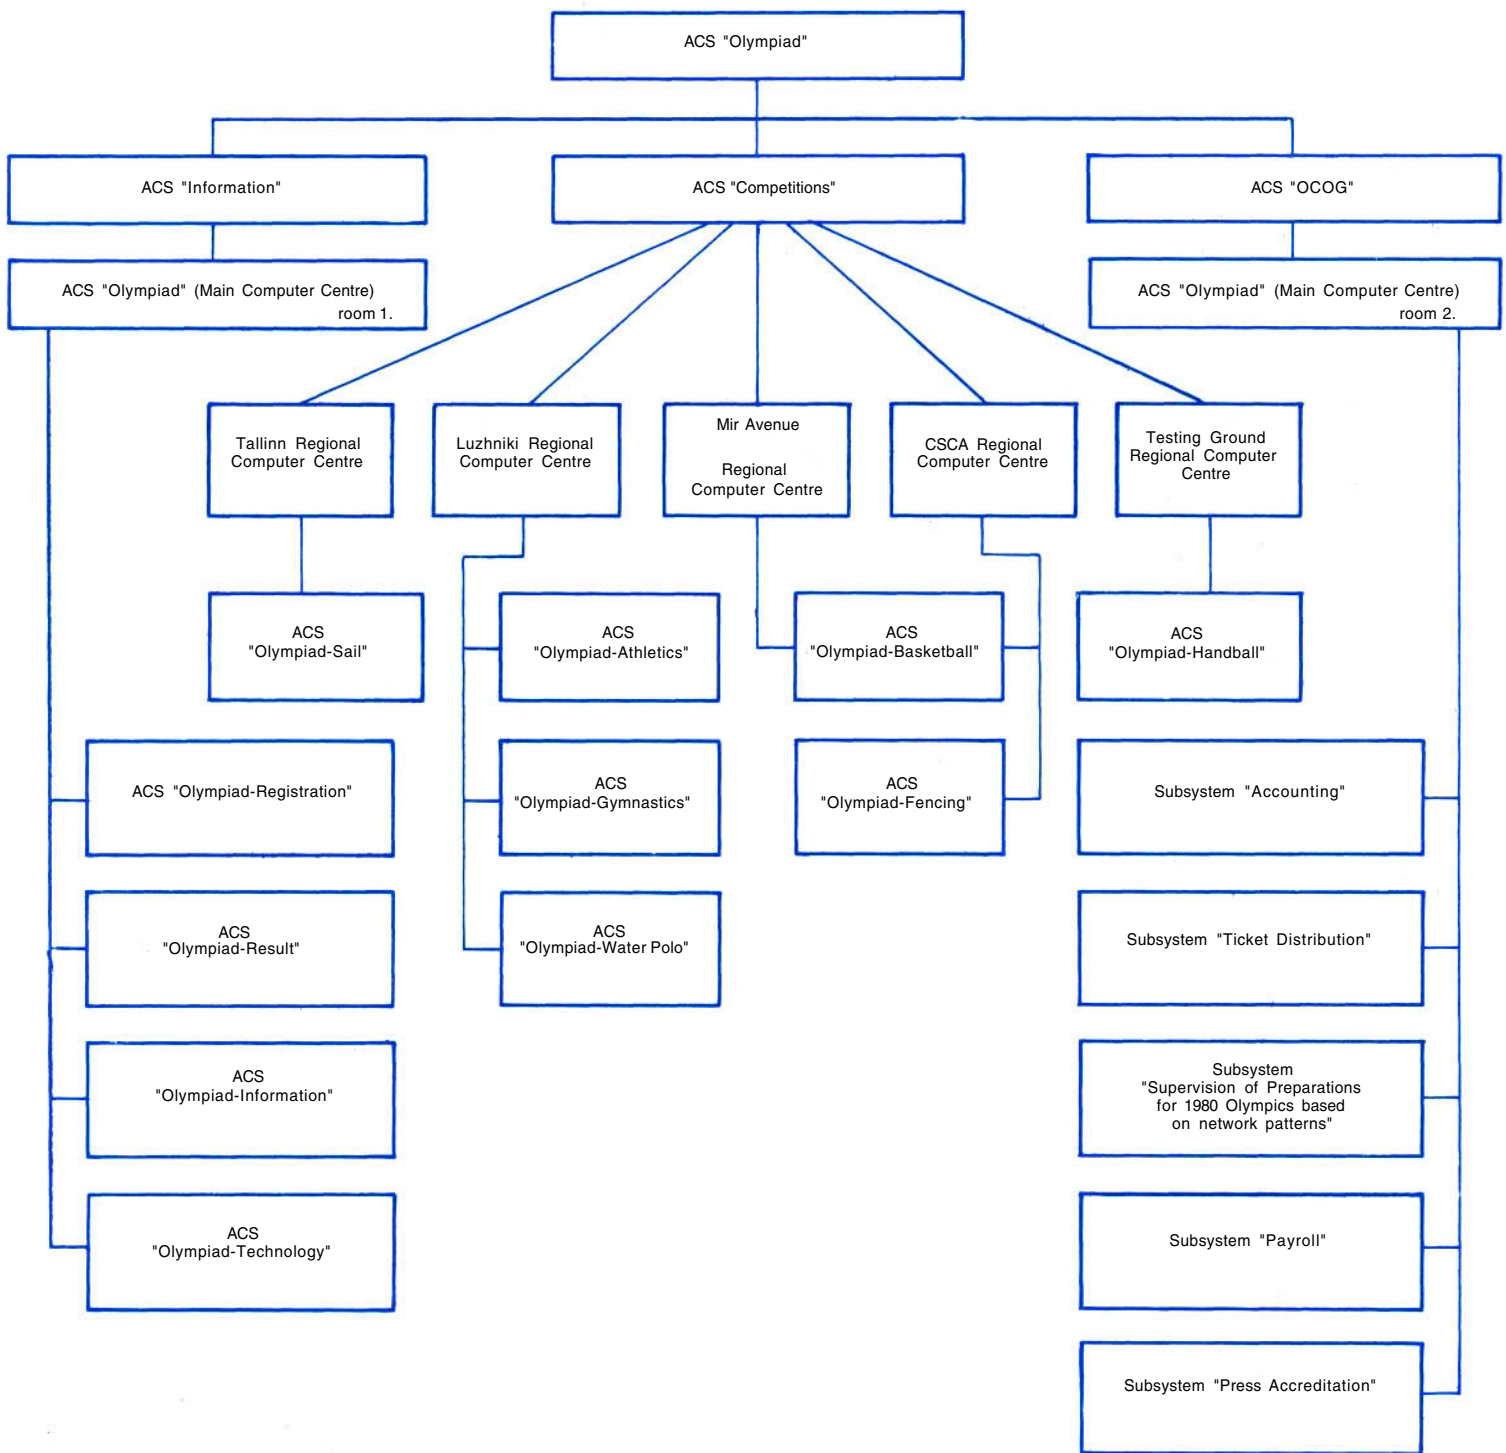 ACS "Olympiad"
ACS "Information"
ACS "Competitions"
ACS "OCOG"
ACS "Olympiad" (Main Computer Centre)
room 1.
ACS "Olympiad" (Main Computer Centre)
room 2.
Tallinn Regional
Computer Centre
Luzhniki Regional
Computer Centre
Mir Avenue
Regional
Computer Centre
CSCA Regional
Computer Centre
Testing Ground
Regional Computer
Centre
ACS
"Olympiad-Sail"
ACS
"Olympiad-Athletics"
ACS
"Olympiad-Basketball"
ACS
"Olympiad-Handball"
ACS "Olympiad-Registration"
ACS
"Olympiad-Gymnastics"
ACS
"Olympiad-Fencing"
Subsystem "Accounting"
ACS
"Olympiad-Result"
ACS
"Olympiad-Water Polo"
Subsystem "Ticket Distribution"
ACS
"Olympiad-Information"
Subsystem
"Supervision of Preparations
for 1980 Olympics based
on network patterns"
ACS
"Olympiad-Technology"
Subsystem "Payroll"
Subsystem "Press Accreditation"